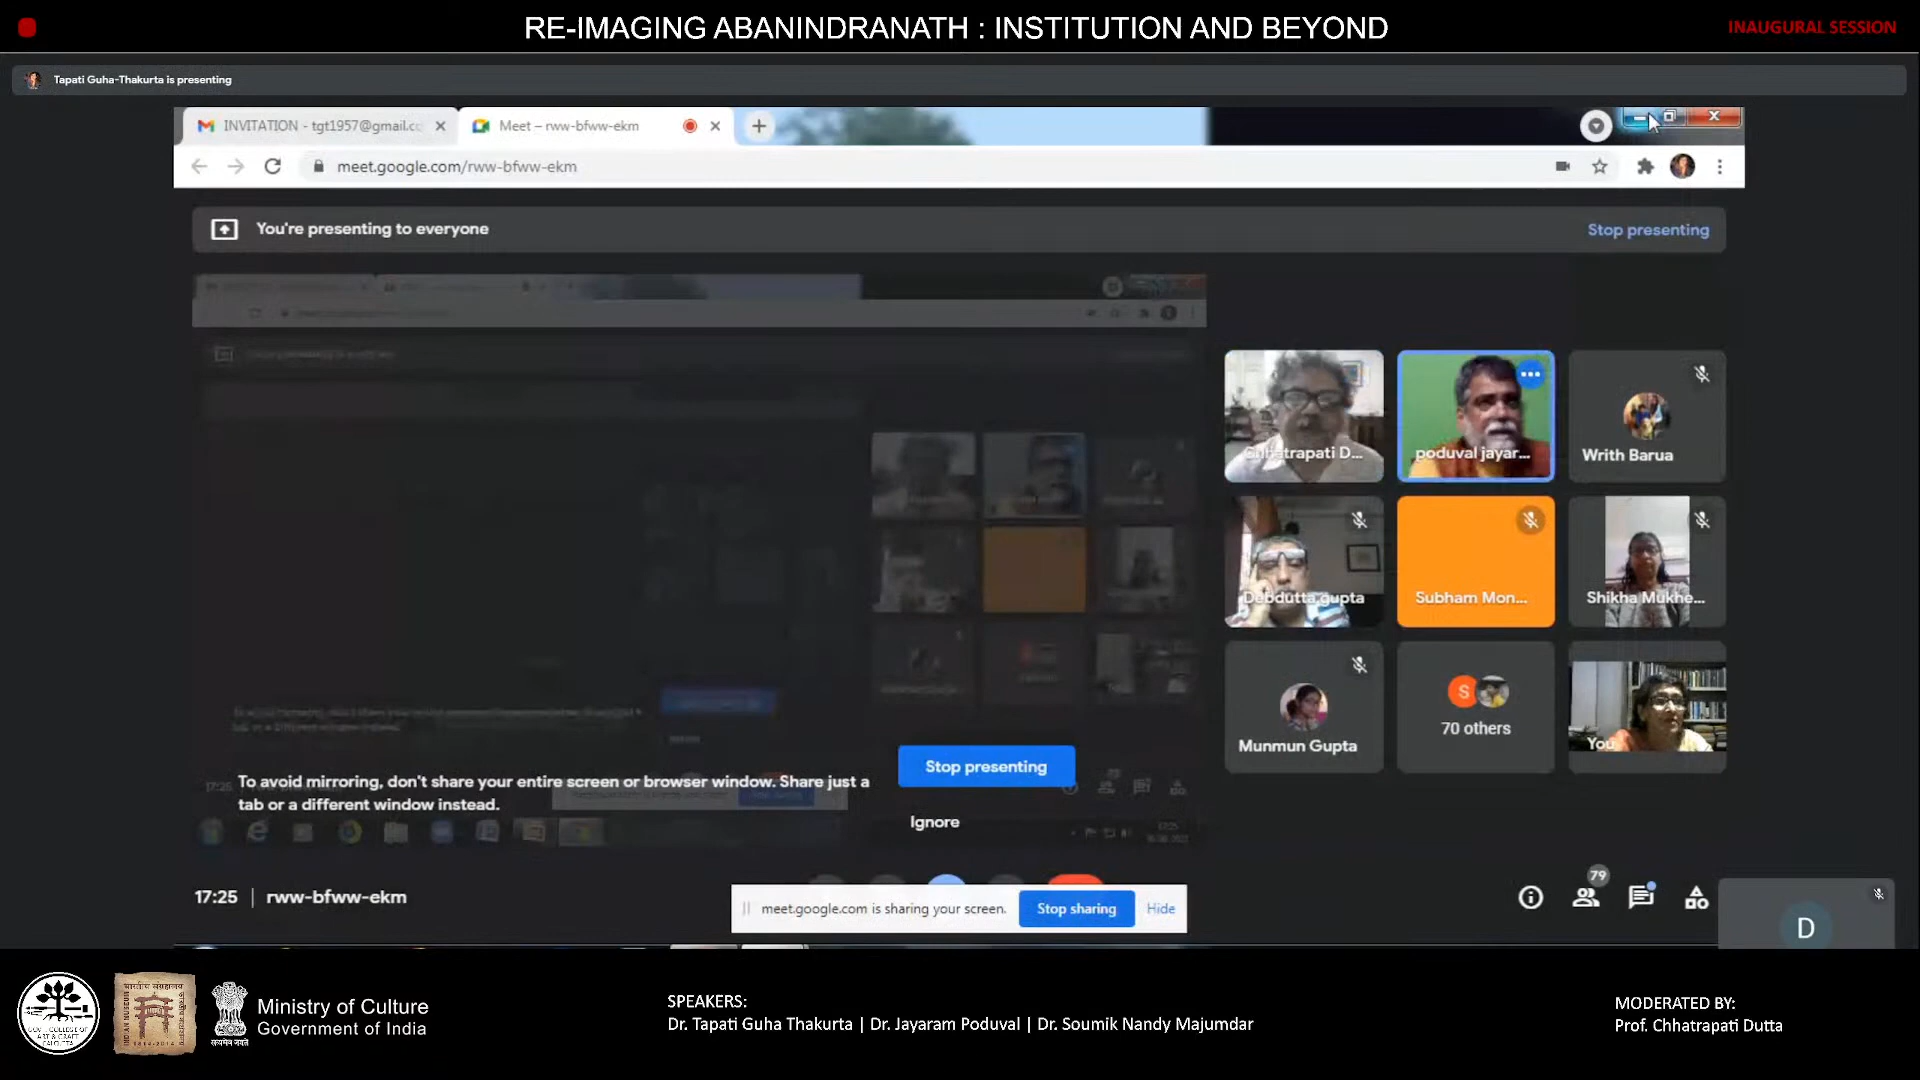 RE-IMAGING ABANINDRANATH : INSTITUTION AND BEYOND
INAUGURAL SESSION
Tapati Guha-Thakurta is presenting
INVITATION - tgt1957@gmail.c
Meet – rww-bfww-ekm
meet.google.com/rww-bfww-ekm
You're presenting to everyone
Stop presenting
Chhatrapati D...
poduval jayar...
Writh Barua
Debdutta gupta
Subham Mon...
Shikha Mukhe...
Munmun Gupta
S
70 others
You
To avoid mirroring, don't share your entire screen or browser window. Share just a
tab or a different window instead.
Stop presenting
Ignore
17:25 | rww-bfww-ekm
meet.google.com is sharing your screen.
Stop sharing
Hide
79
D
Ministry of Culture
Government of India
SPEAKERS:
Dr. Tapati Guha Thakurta | Dr. Jayaram Poduval | Dr. Soumik Nandy Majumdar
MODERATED BY:
Prof. Chhatrapati Dutta